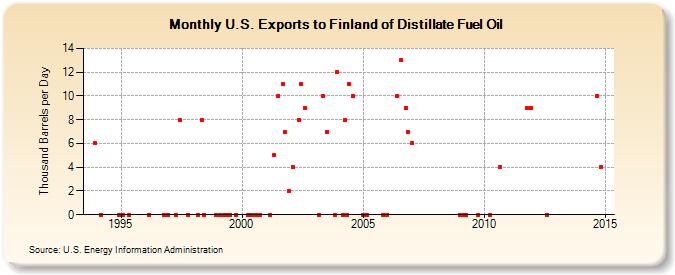 Monthly U.S. Exports to Finland of Distillate Fuel Oil
Thousand Barrels per Day
14
12
10
8
6
4
2
0
1995 2000 2005 2010 2015
Source: U.S. Energy Information Administration